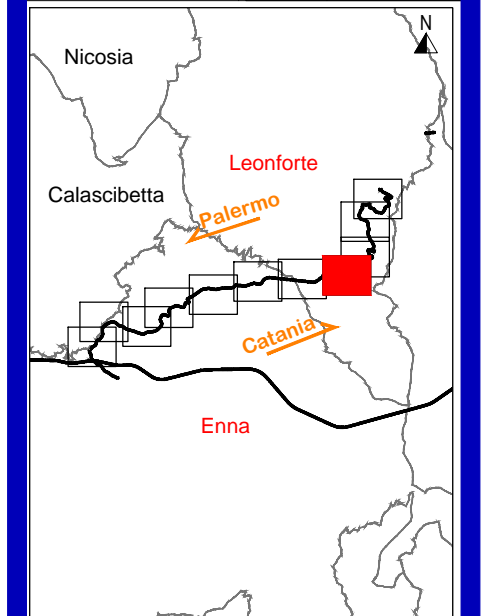 N
Nicosia
Leonforte
Calascibetta
Palermo
Catania
Enna